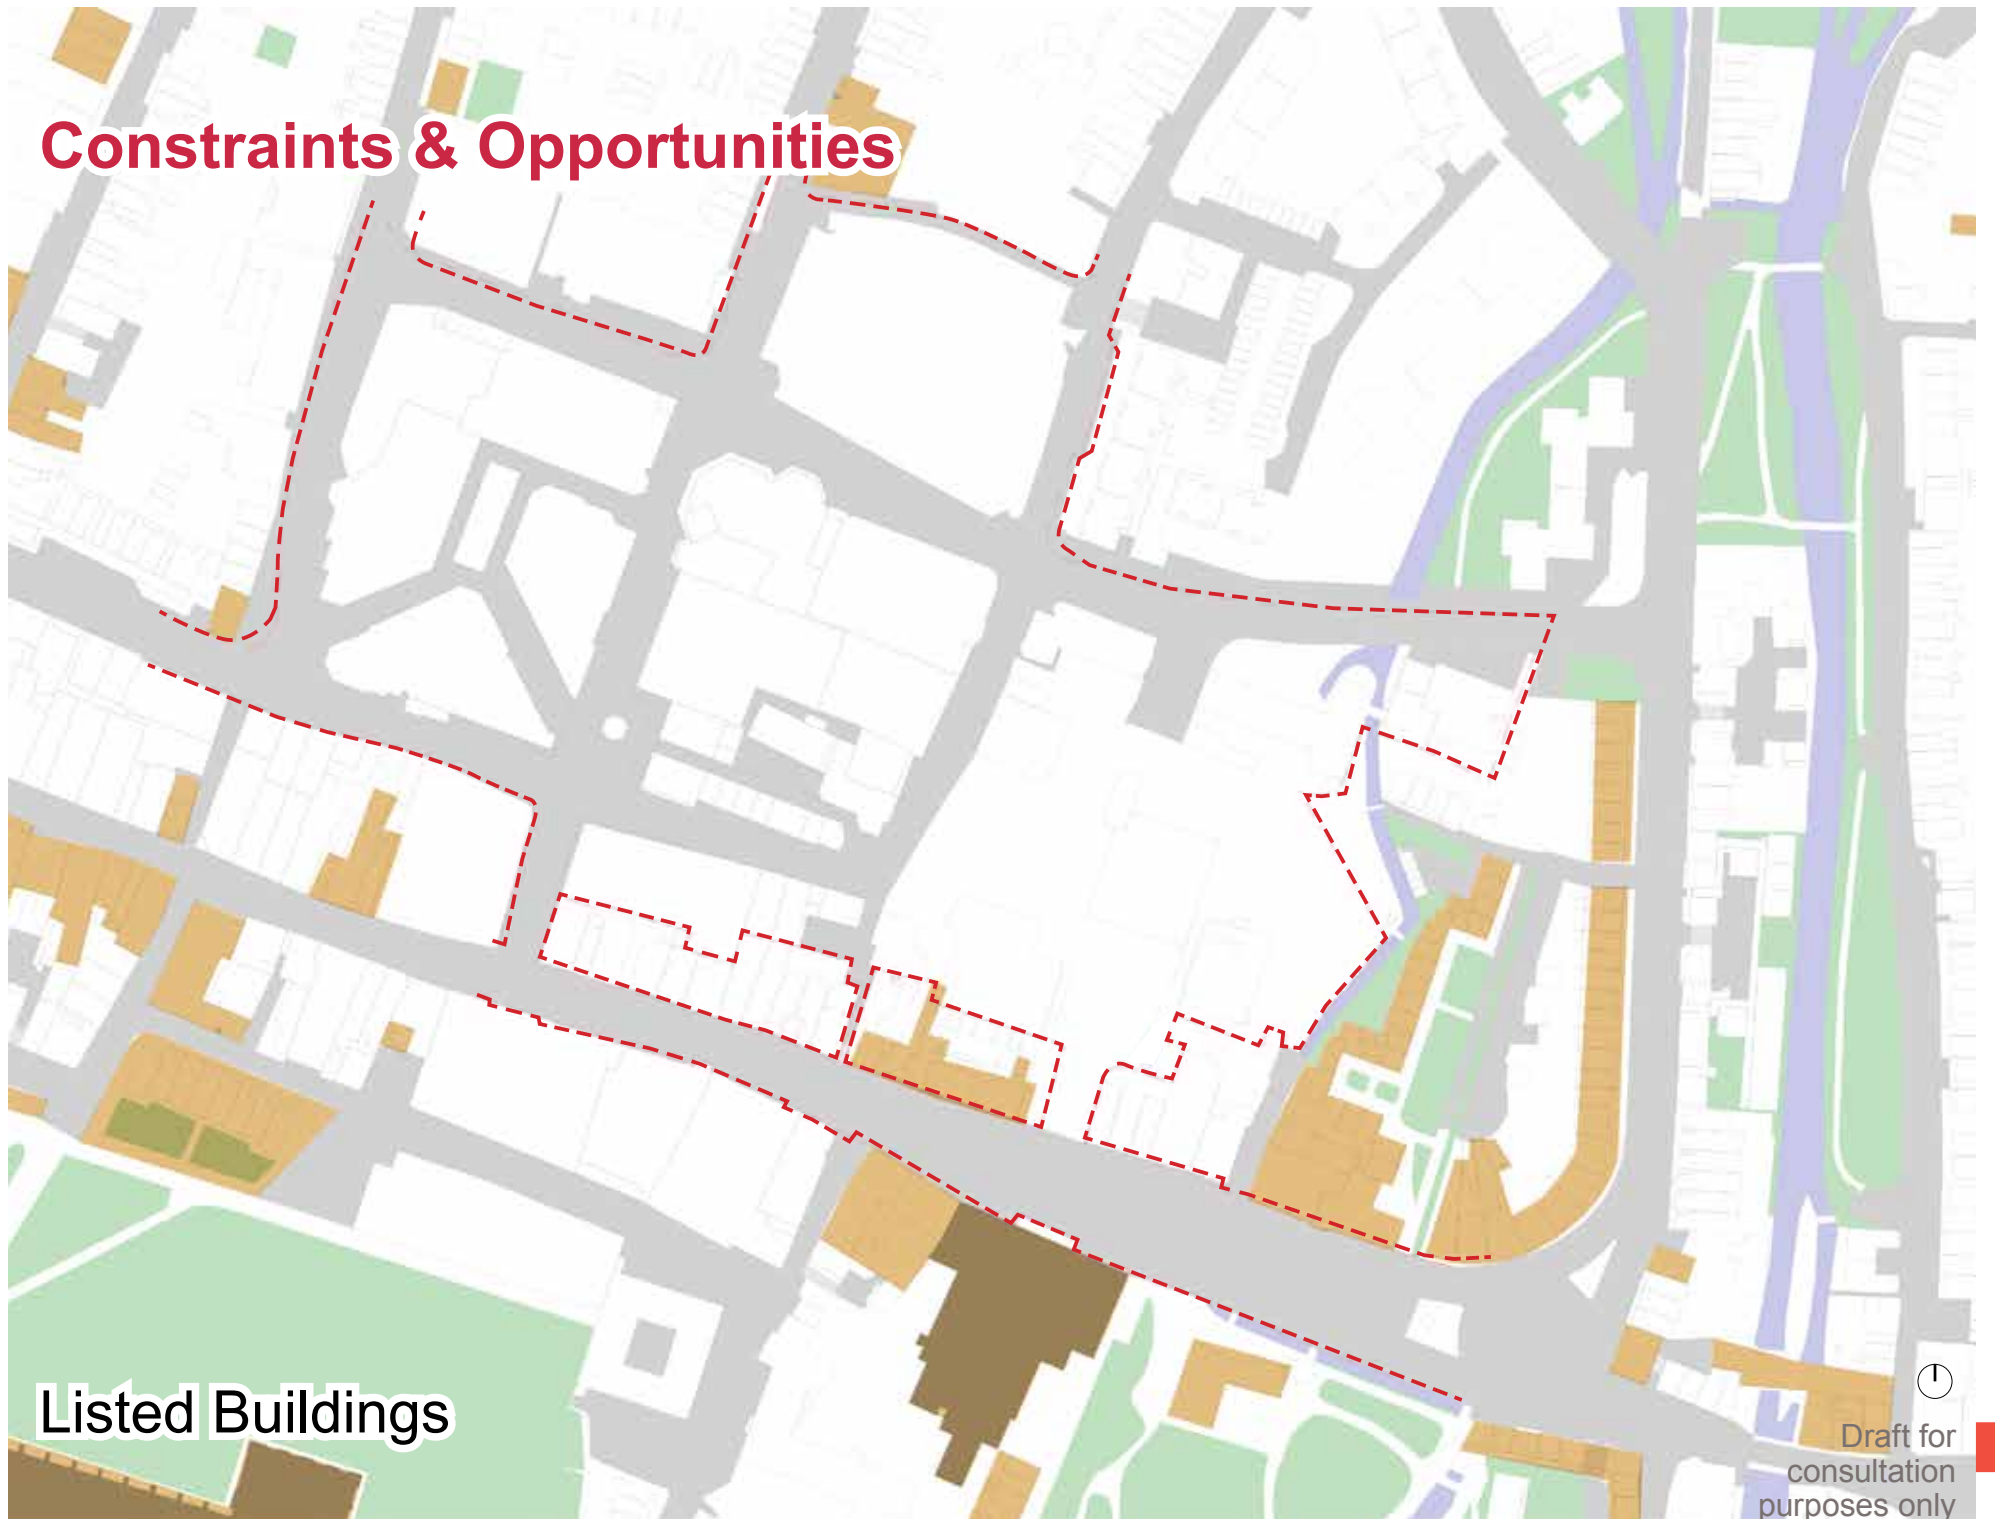 Constraints & Opportunities
Listed Buildings
Draft for
consultation
purposes only